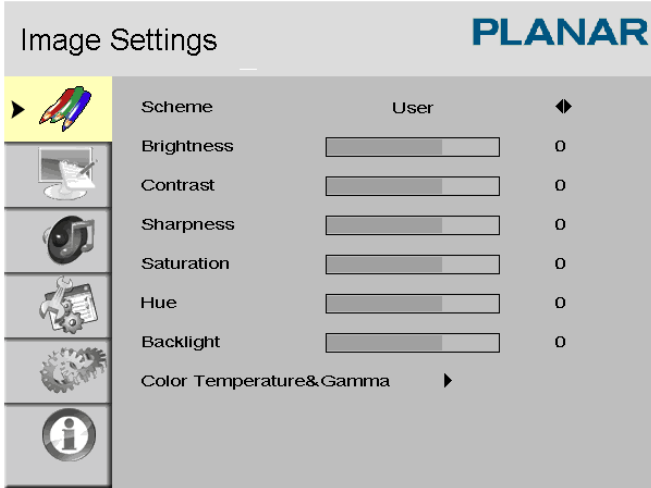 Image Settings
PLANAR
Scheme User
Brightness 0
Contrast 0
Sharpness 0
Saturation 0
Hue 0
Backlight 0
Color Temperature&Gamma